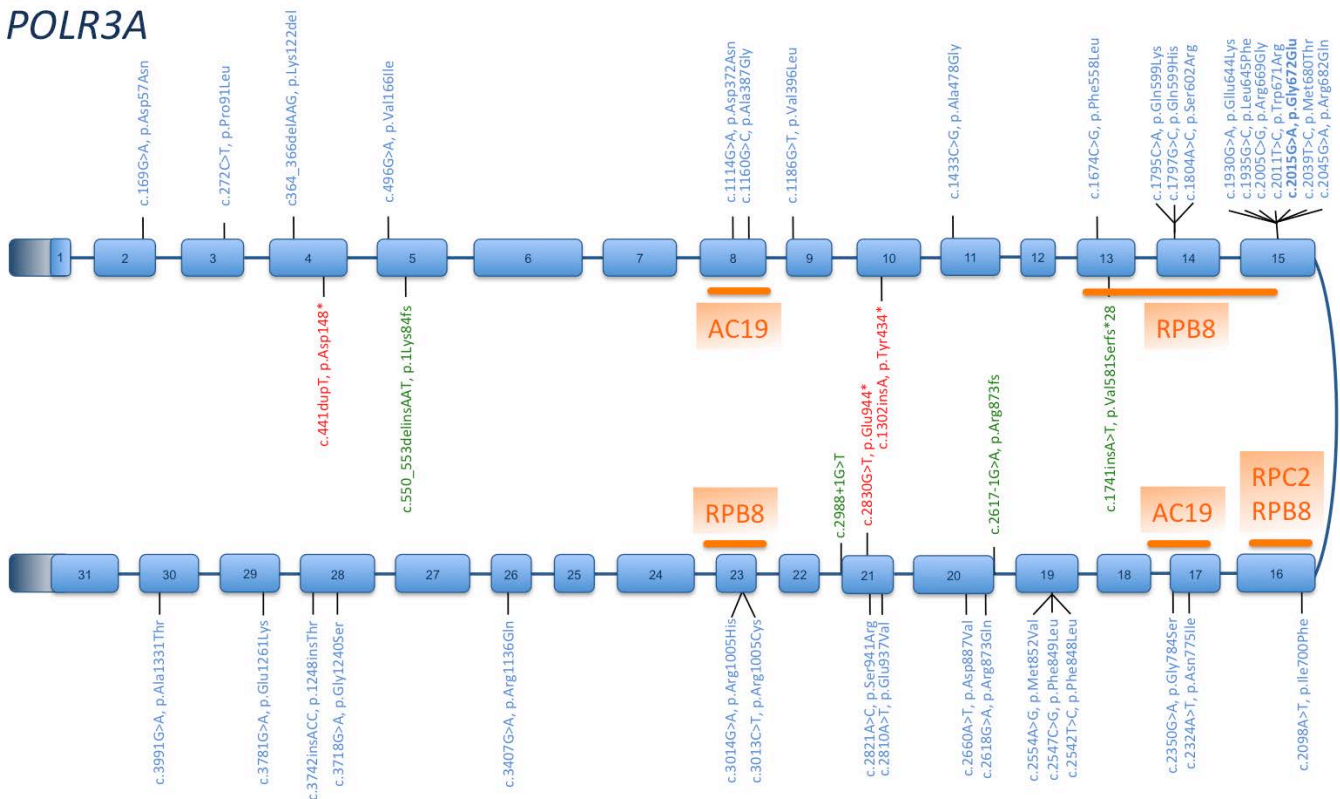 POLR3A
c.169G>A, p.Asp57Asn
c.272C>T, p.Pro91Leu
c364_366delAAG, p.Lys122del
c.496G>A, p.Val166Ile
c.1114G>A, p.Asp372Asn
c.1160G>C, p.Ala387Gly
c.1186G>T, p.Val396Leu
c.1433C>G, p.Ala478Gly
c.1674C>G, p.Phe558Leu
c.1795C>A, p.Gln599Lys
c.1797G>C, p.Gln599His
c.1804A>C, p.Ser602Arg
c.1930G>A, p.Glu644Lys
c.1935G>C, p.Leu645Phe
c.2005C>G, p.Arg669Gly
c.2011T>C, p.Trp671Arg
c.2015G>A, p.Gly672Glu
c.2039T>C, p.Met680Thr
c.2045G>A, p.Arg682Gln
1 2 3 4 5 6 7 8 9 10 11 12 13 14 15
AC19
RPB8
c.441dupT, p.Asp148*
c.550_553delinsAAT, p.1Lys84fs
c.1302insA, p.Tyr434*
c.1741insA>T, p.Val581Serfs*28
c.2988+1G>T
c.2830G>T, p.Glu944*
c.2617-1G>A, p.Arg873fs
RPB8
AC19
RPC2
RPB8
31 30 29 28 27 26 25 24 23 22 21 20 19 18 17 16
c.3991G>A, p.Ala1331Thr
c.3781G>A, p.Glu1261Lys
c.3742insACC, p.1248insThr
c.3718G>A, p.Gly1240Ser
c.3407G>A, p.Arg1136Gln
c.3014G>A, p.Arg1005His
c.3013C>T, p.Arg1005Cys
c.2821A>C, p.Ser941Arg
c.2810A>T, p.Glu937Val
c.2660A>T, p.Asp887Val
c.2618G>A, p.Arg873Gln
c.2554A>G, p.Met852Val
c.2547C>G, p.Phe849Leu
c.2542T>C, p.Phe848Leu
c.2350G>A, p.Gly784Ser
c.2324A>T, p.Asn775Ile
c.2098A>T, p.Ile700Phe